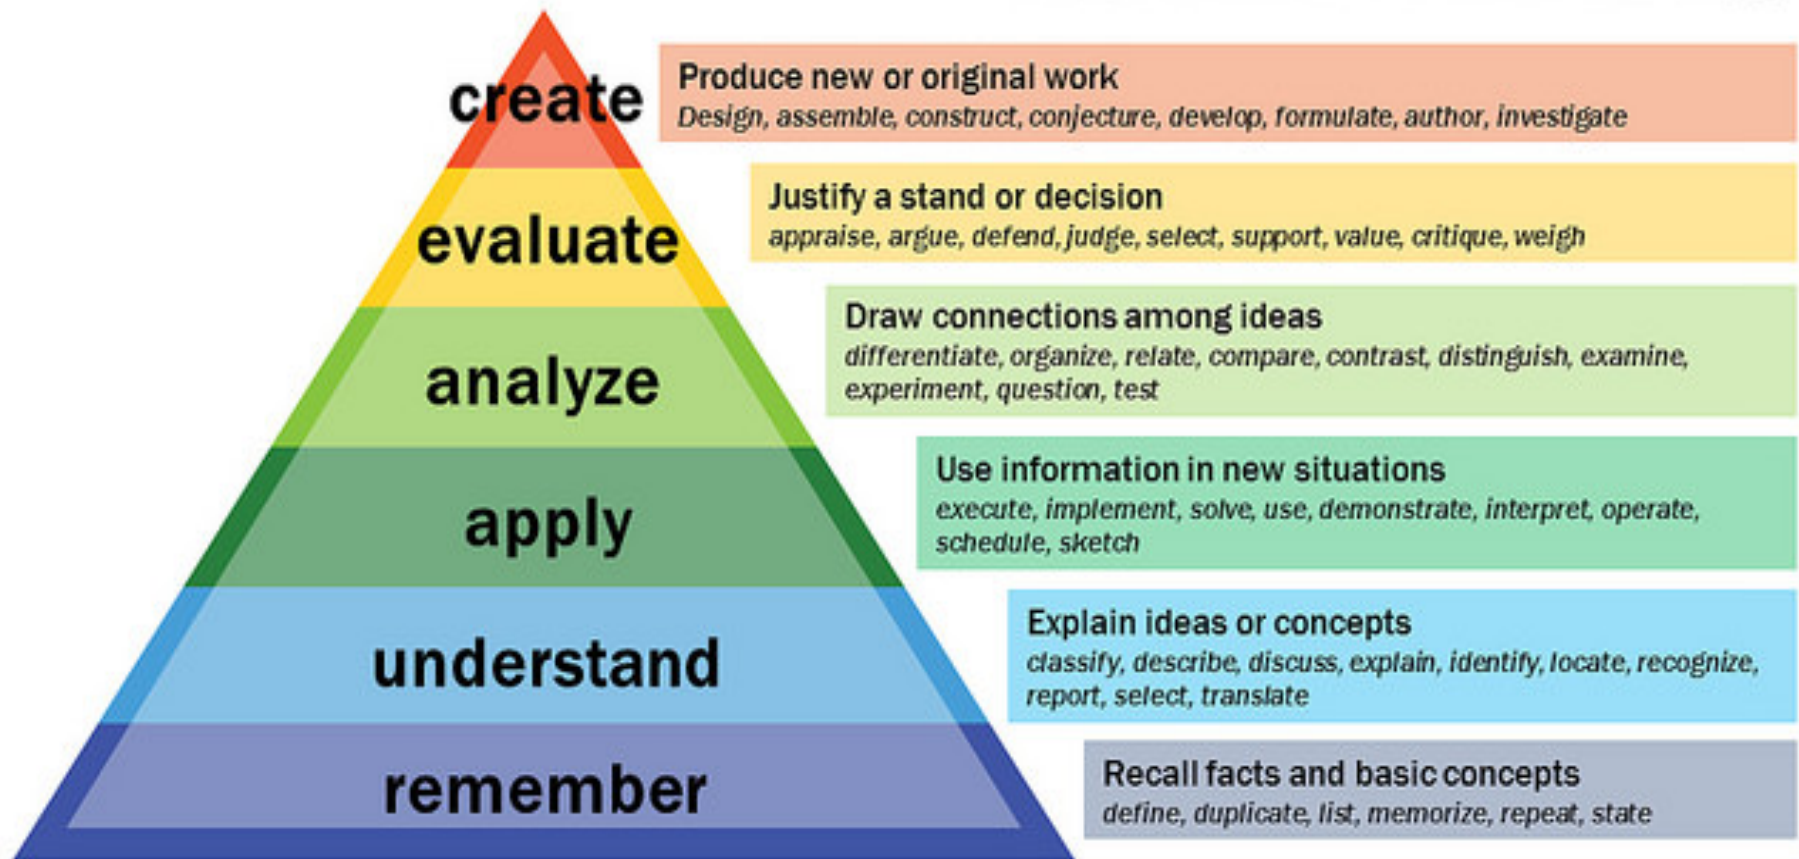 create
Produce new or original work
Design, assemble, construct, conjecture, develop, formulate, author, investigate
evaluate
Justify a stand or decision
appraise, argue, defend, judge, select, support, value, critique, weigh
analyze
Draw connections among ideas
differentiate, organize, relate, compare, contrast, distinguish, examine,
experiment, question, test
apply
Use information in new situations
execute, implement, solve, use, demonstrate, interpret, operate,
schedule, sketch
understand
Explain ideas or concepts
classify, describe, discuss, explain, identify, locate, recognize,
report, select, translate
remember
Recall facts and basic concepts
define, duplicate, list, memorize, repeat, state